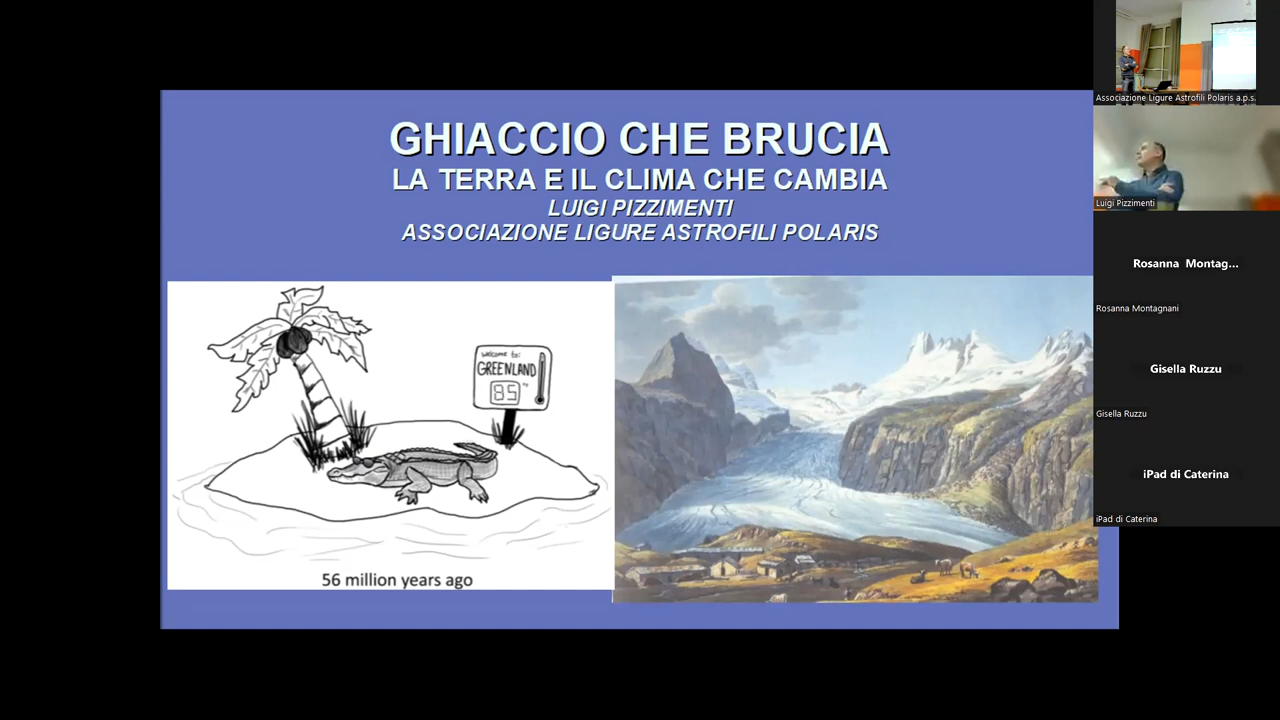 GHIACCIO CHE BRUCIA
LA TERRA E IL CLIMA CHE CAMBIA
LUIGI PIZZIMENTI
ASSOCIAZIONE LIGURE ASTROFILI POLARIS
Welcome to:
GREENLAND
85 °F
56 million years ago
Associazione Ligure Astrofili Polaris a.p.s.
Luigi Pizzimenti
Rosanna Montag...
Rosanna Montagnani
Gisella Ruzzu
Gisella Ruzzu
iPad di Caterina
iPad di Caterina